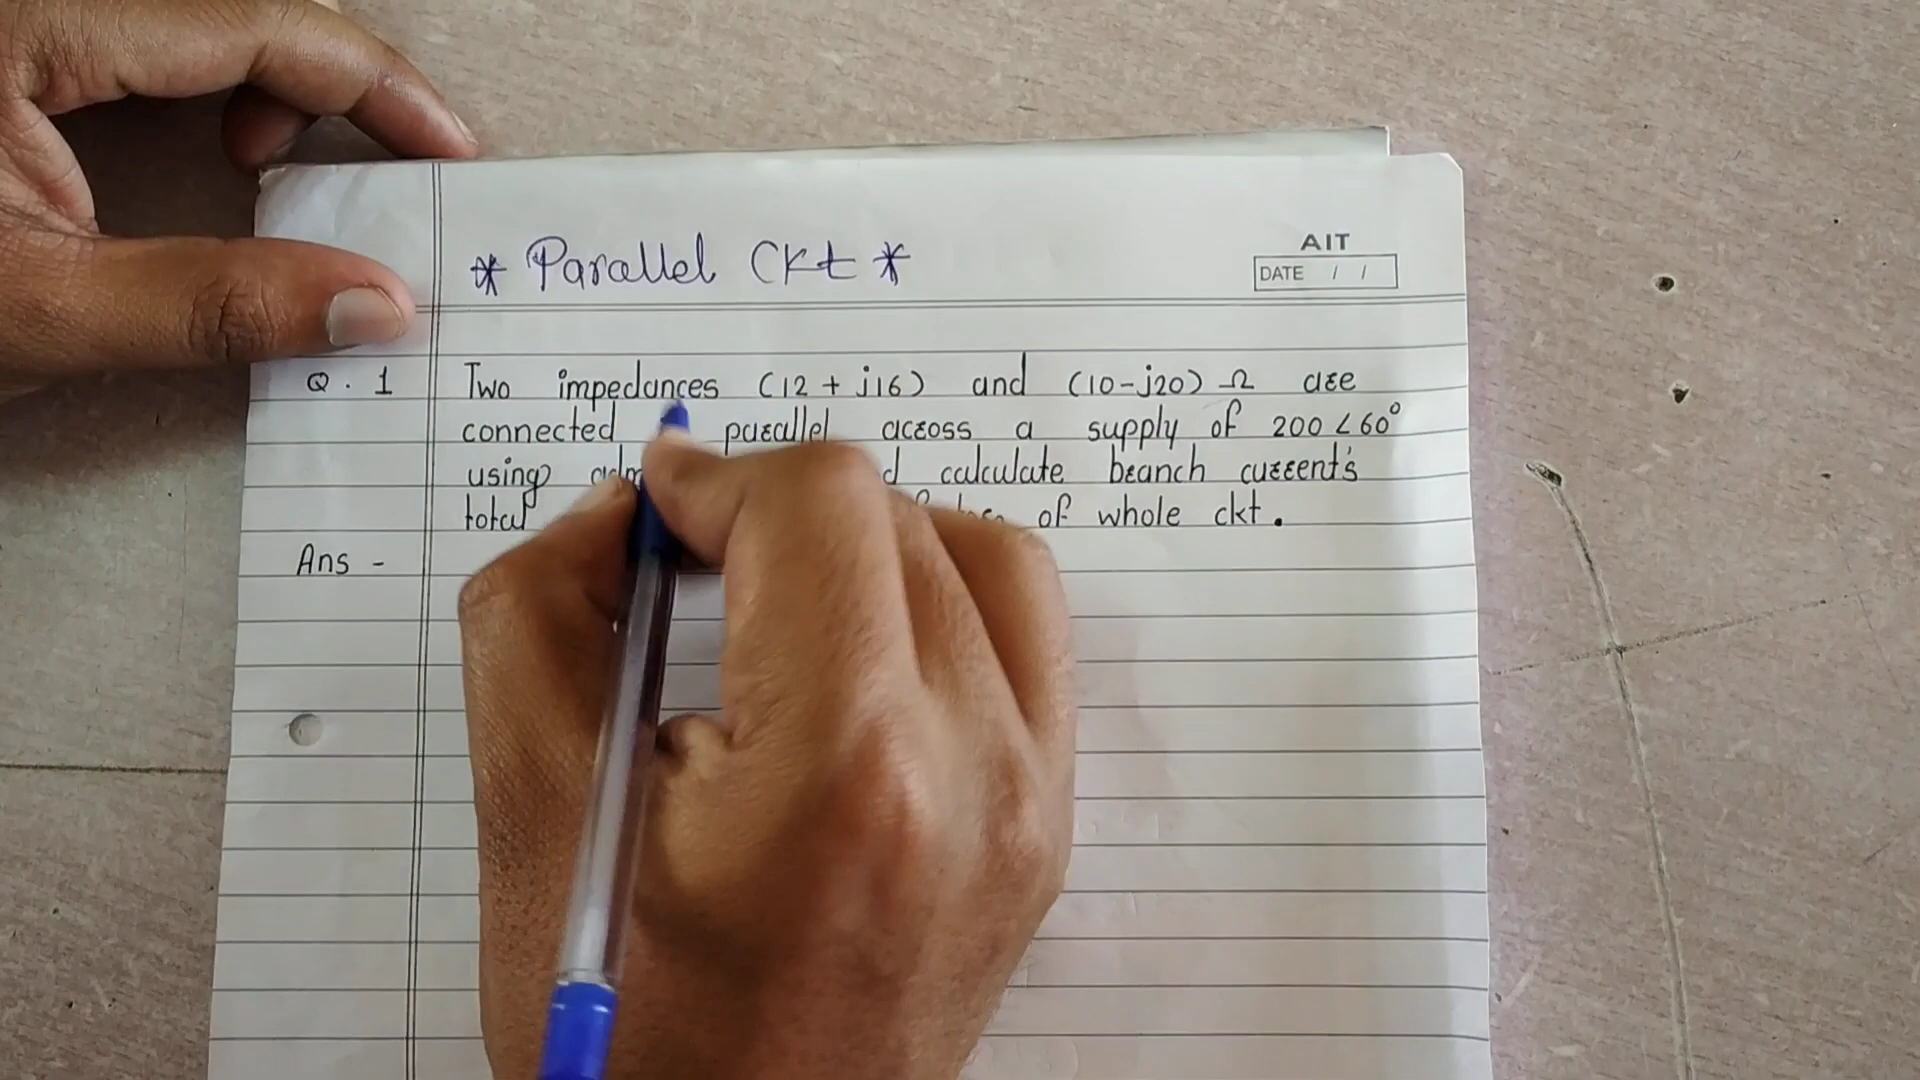 * Parallel Ckt *
AIT
DATE / /
Q. 1 Two impedances (12 + j16) and (10-j20) Ω are
connected parallel across a supply of 200∠60°
using calculate branch current's
total of whole ckt.
Ans -